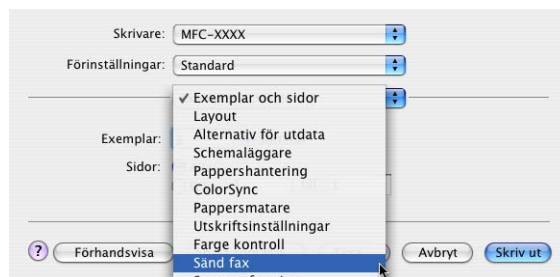 Skrivare: MFC-XXXX
Förinställningar: Standard
✓ Exemplar och sidor
Layout
Alternativ för utdata
Exemplar:
Schemaläggare
Sidor:
Pappershantering
ColorSync
Pappersmatare
Utskriftsinställningar
Farge kontroll
? Förhandsvisa
Avbryt
Skriv ut
Sänd fax